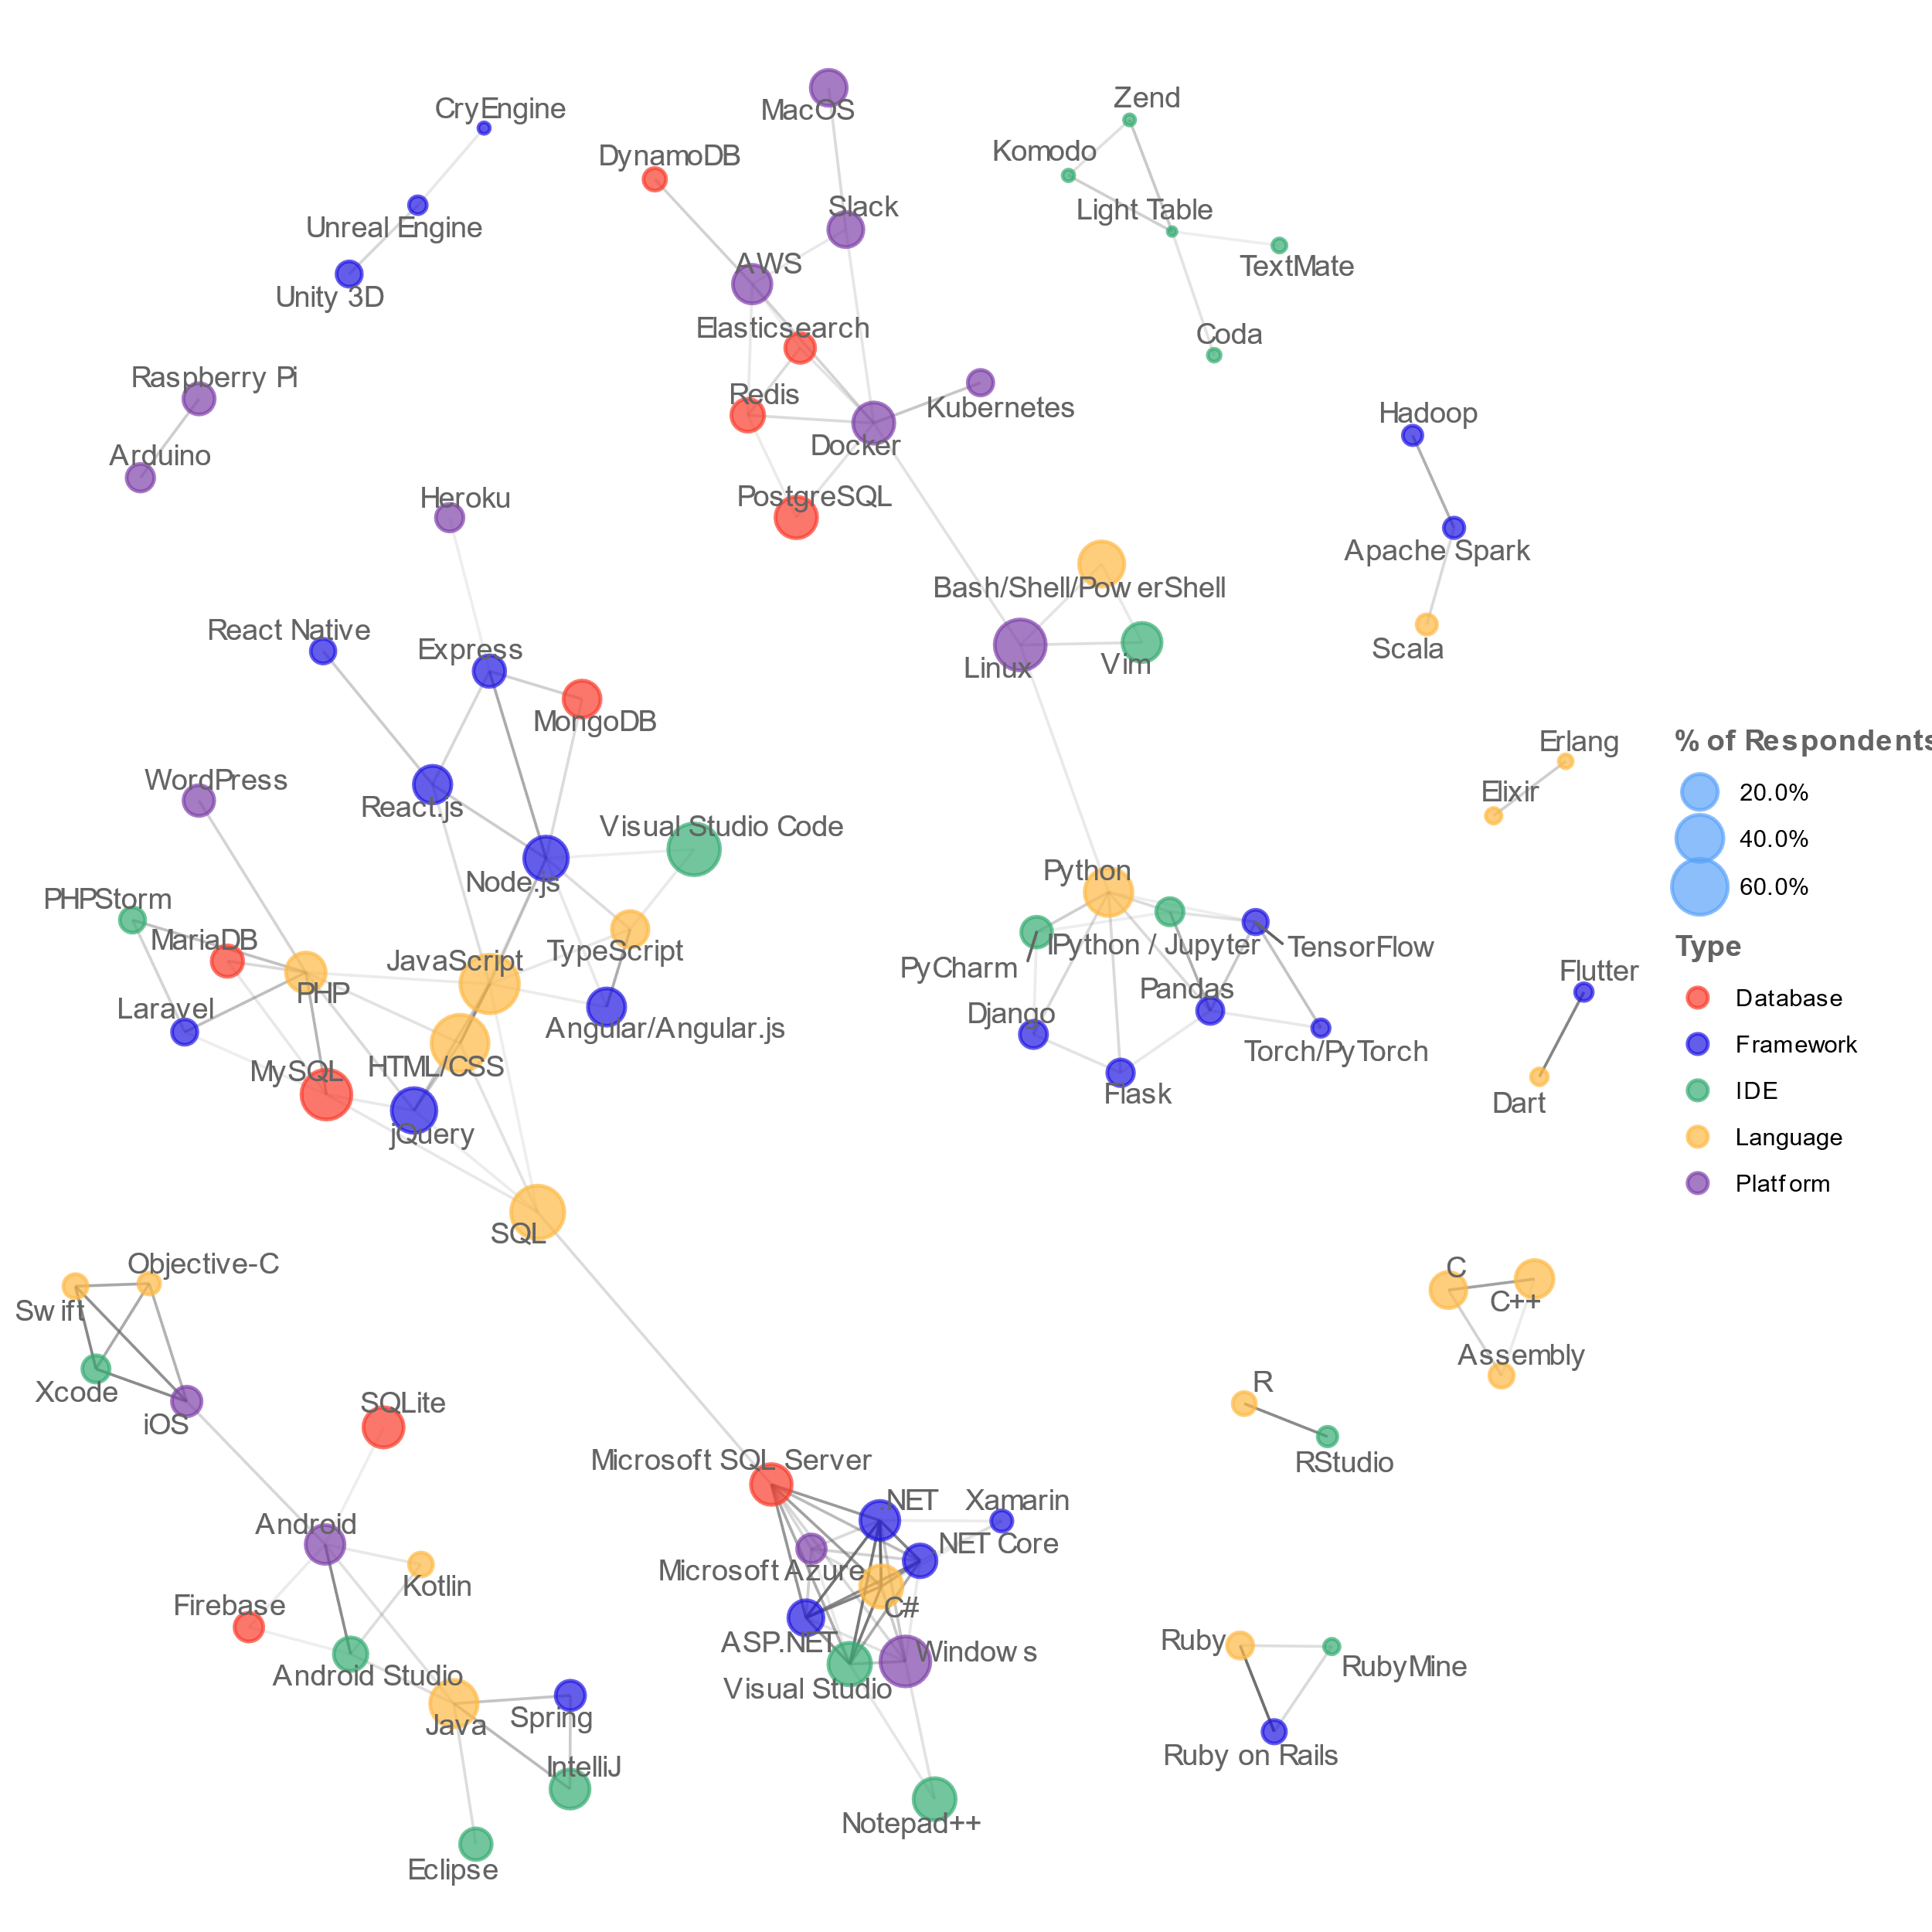 MacOS
Zend
CryEngine
DynamoDB
Komodo
Slack
Light Table
Unreal Engine
AWS
TextMate
Unity 3D
Elasticsearch
Coda
Raspberry Pi
Redis
Kubernetes
Hadoop
Docker
Arduino
Heroku
PostgreSQL
Apache Spark
Bash/Shell/PowerShell
React Native
Express
Linux
Vim
Scala
MongoDB
Erlang
% of Respondents
WordPress
Elixir
20.0%
React.js
Visual Studio Code
40.0%
Node.js
Python
60.0%
PHPStorm
MariaDB
JavaScript
TypeScript
IPython / Jupyter
TensorFlow
Type
PyCharm
Flutter
PHP
Pandas
Database
Laravel
Angular/Angular.js
Django
Framework
HTML/CSS
Torch/PyTorch
MySQL
Flask
IDE
Dart
jQuery
Language
Platform
SQL
Objective-C
C
Swift
C++
Assembly
Xcode
R
iOS
SQLite
Microsoft SQL Server
RStudio
.NET
Xamarin
Android
.NET Core
Microsoft Azure
Kotlin
Firebase
C#
ASP.NET
Windows
Ruby
RubyMine
Android Studio
Visual Studio
Java
Spring
Ruby on Rails
IntelliJ
Notepad++
Eclipse